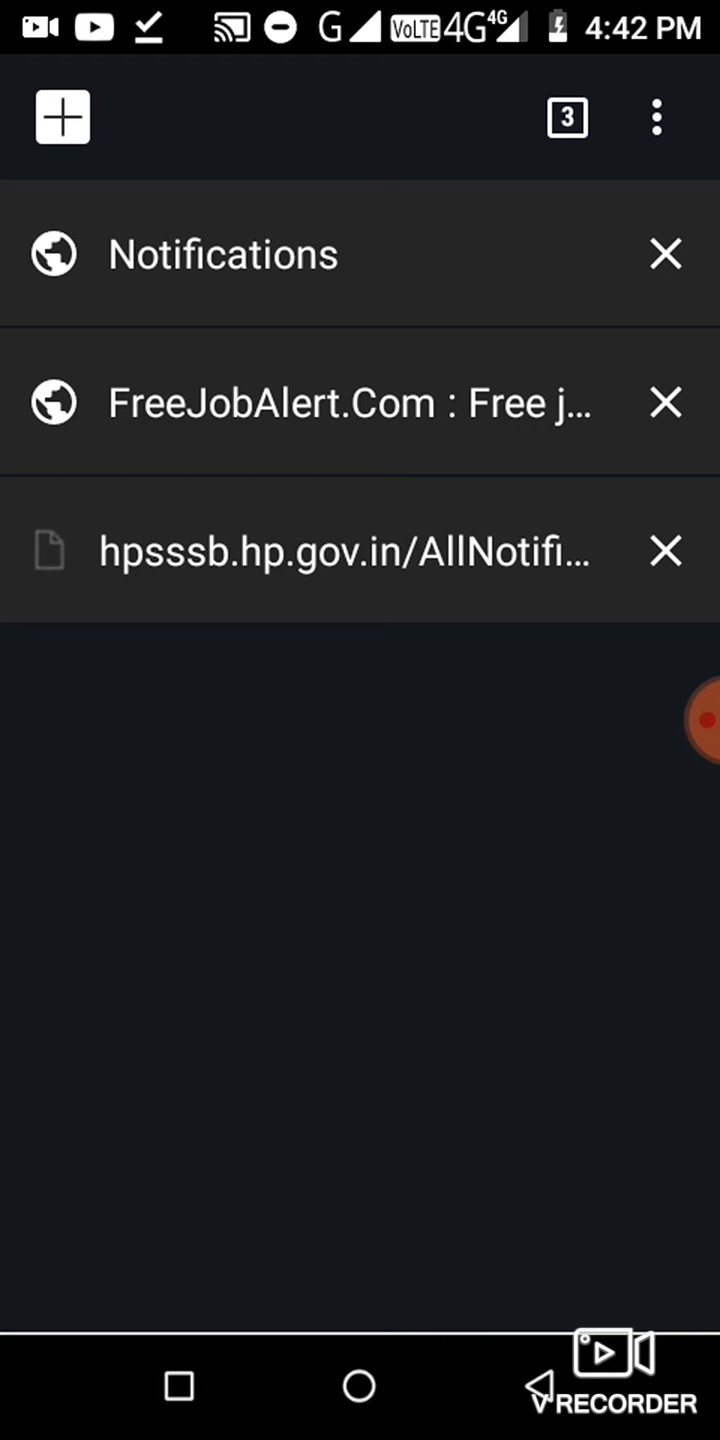 G VoLTE 4G 4G 4:42 PM
3
Notifications
FreeJobAlert.Com : Free j...
hpsssb.hp.gov.in/AllNotifi...
V RECORDER